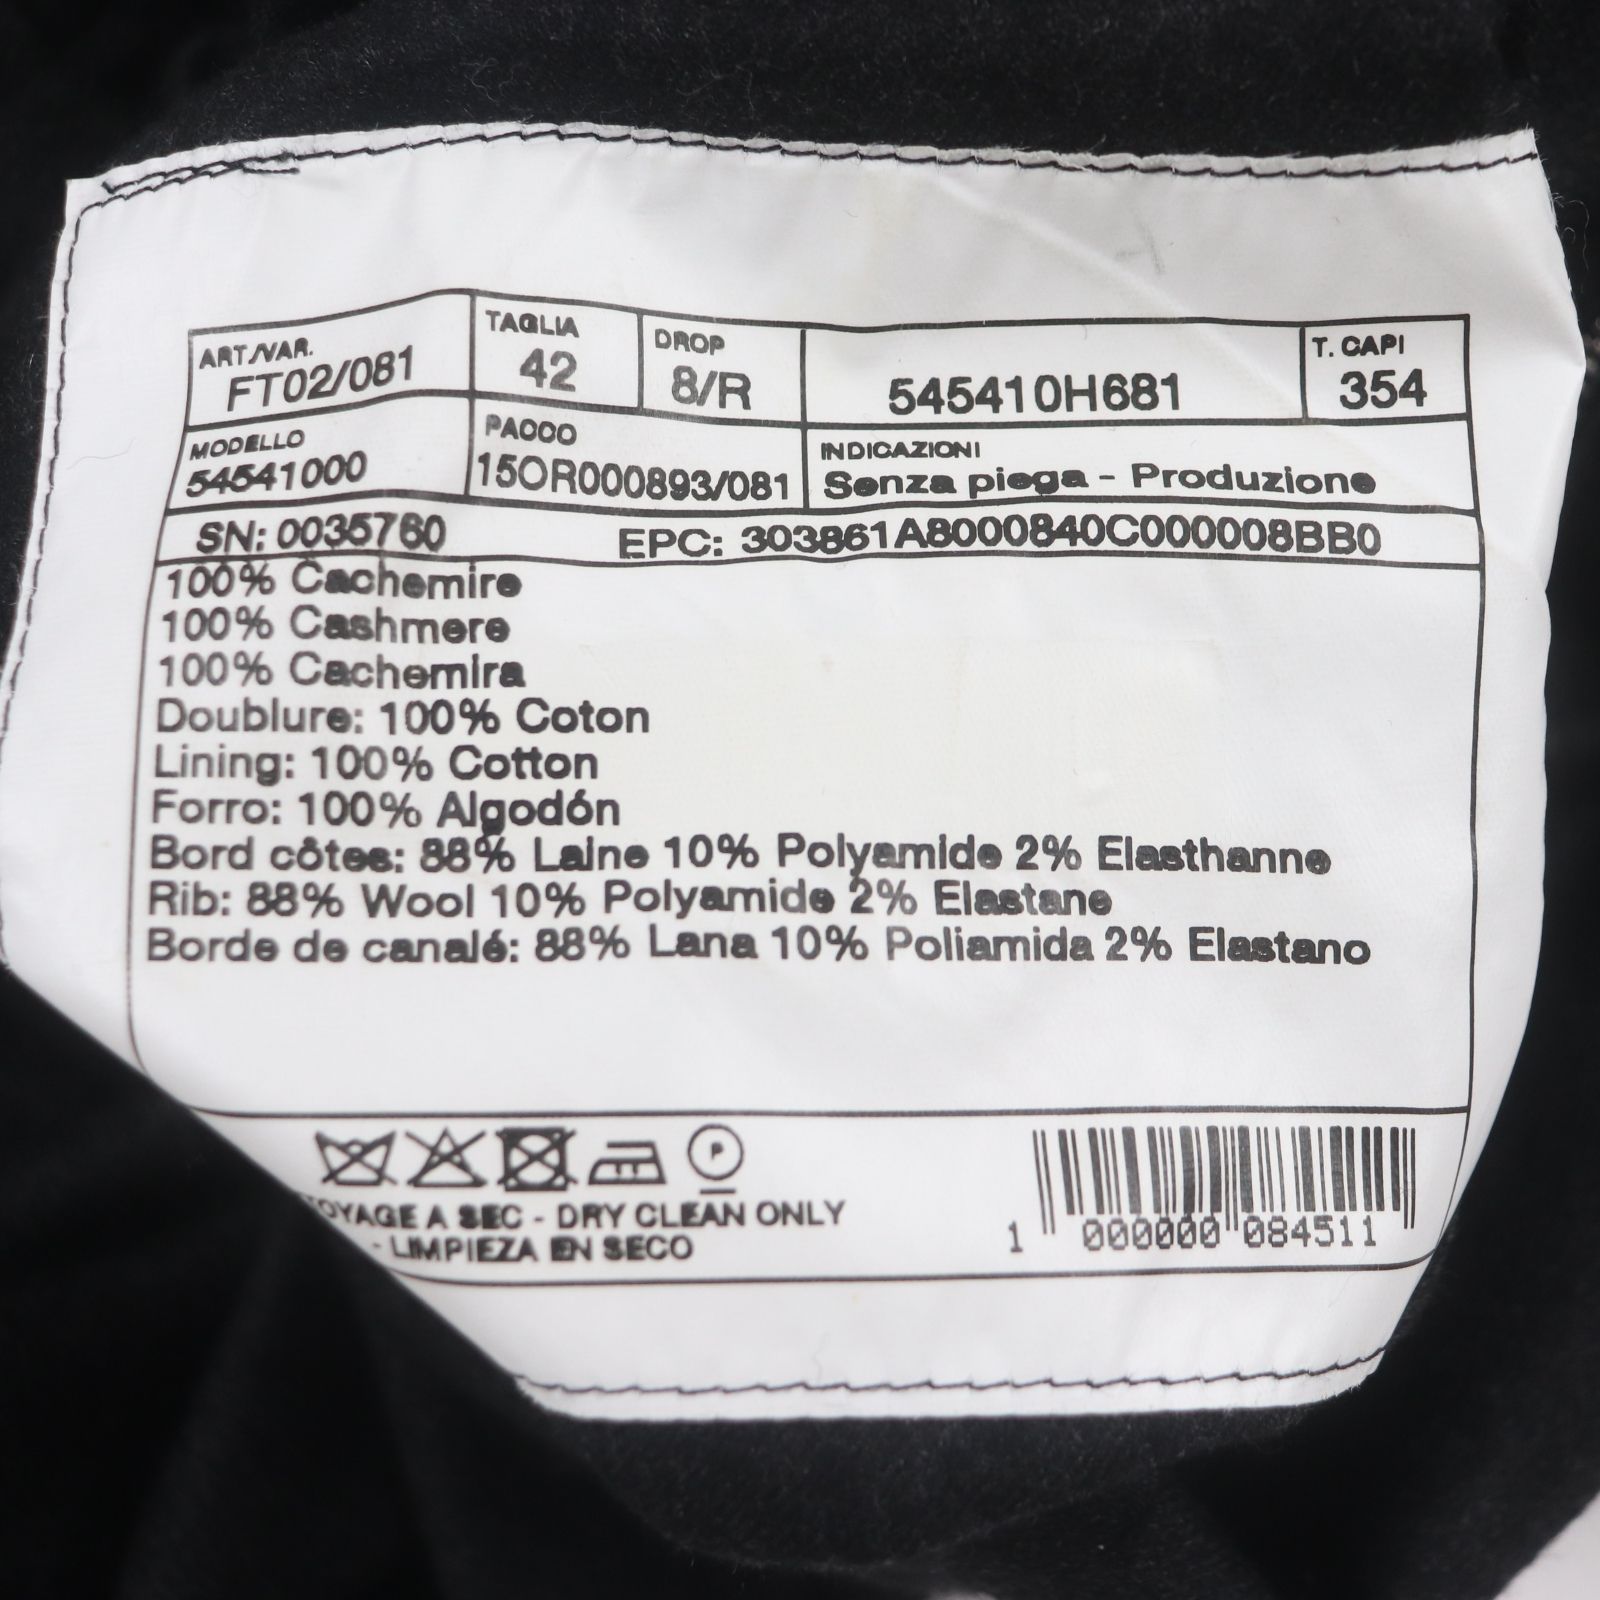 ART./VAR. TAGLIA DROP T. CAPI
FT02/081 42 8/R 545410H681 354
MODELLO PACCO INDICAZIONI
54541000 15OR000893/081 Senza piega - Produzione
SN: 0035760 EPC: 303861A8000840C000008BB0
100% Cachemire
100% Cashmere
100% Cachemira
Doublure: 100% Coton
Lining: 100% Cotton
Forro: 100% Algodón
Bord côtes: 88% Laine 10% Polyamide 2% Elasthanne
Rib: 88% Wool 10% Polyamide 2% Elastane
Borde de canalé: 88% Lana 10% Poliamida 2% Elastano
P
OYAGE A SEC - DRY CLEAN ONLY
- LIMPIEZA EN SECO
1 000000 084511